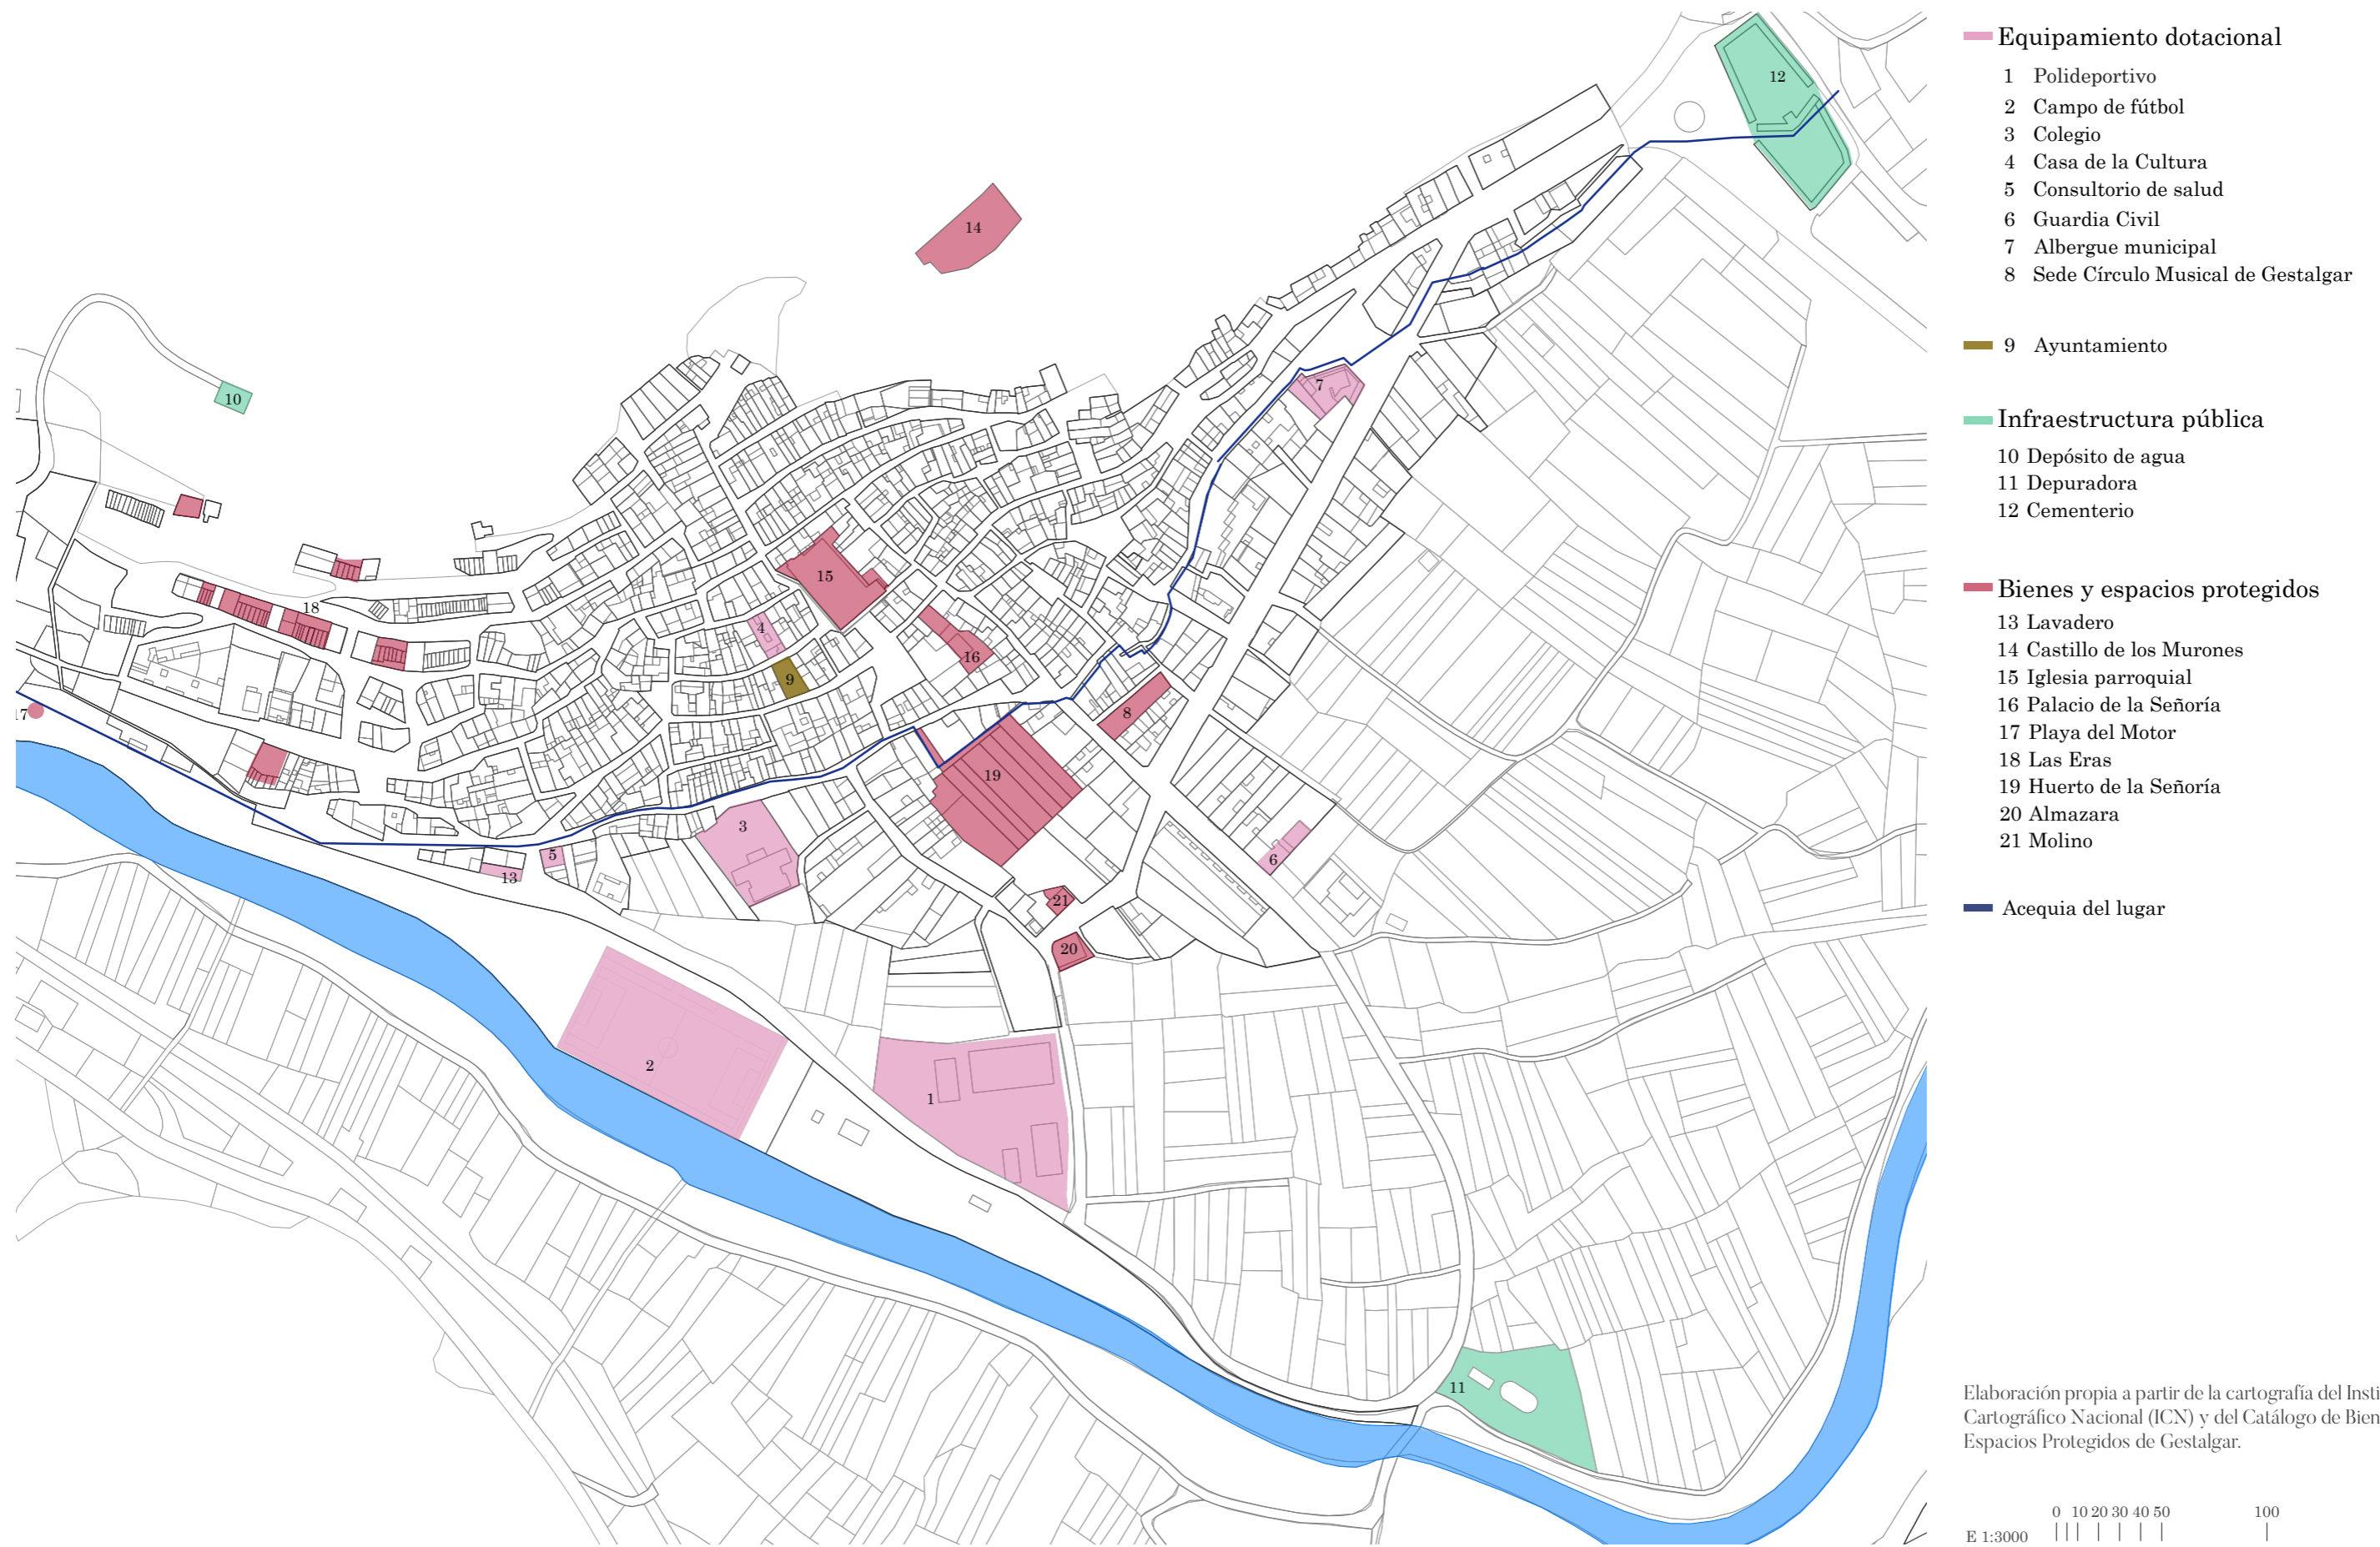 Equipamiento dotacional
1 Polideportivo
2 Campo de fútbol
3 Colegio
4 Casa de la Cultura
5 Consultorio de salud
6 Guardia Civil
7 Albergue municipal
8 Sede Círculo Musical de Gestalgar
9 Ayuntamiento
Infraestructura pública
10 Depósito de agua
11 Depuradora
12 Cementerio
Bienes y espacios protegidos
13 Lavadero
14 Castillo de los Murones
15 Iglesia parroquial
16 Palacio de la Señoría
17 Playa del Motor
18 Las Eras
19 Huerto de la Señoría
20 Almazara
21 Molino
Acequia del lugar
Elaboración propia a partir de la cartografía del Insti
Cartográfico Nacional (ICN) y del Catálogo de Bien
Espacios Protegidos de Gestalgar.
0 10 20 30 40 50 100
E 1:3000
12
14
7
10
15
18
4
16
9
17
8
19
3
5
6
13
21
20
2
1
11